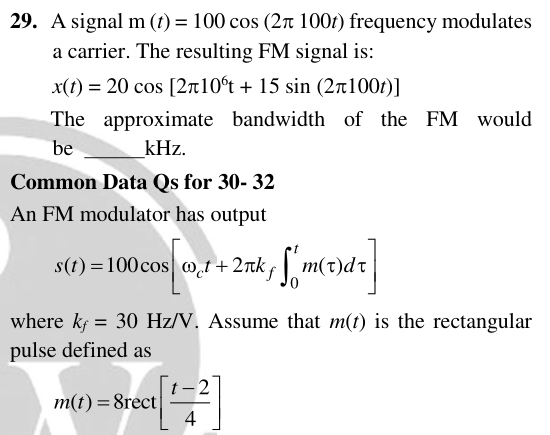 29. A signal m (t) = 100 cos (2π 100t) frequency modulates
a carrier. The resulting FM signal is:
x(t) = 20 cos [2π10⁶t + 15 sin (2π100t)]
The approximate bandwidth of the FM would
be _____kHz.
Common Data Qs for 30- 32
An FM modulator has output
s(t) = 100 cos[ω_c t + 2πk_f ∫₀ᵗ m(τ)dτ]
where k_f = 30 Hz/V. Assume that m(t) is the rectangular
pulse defined as
m(t) = 8rect[(t − 2)/4]